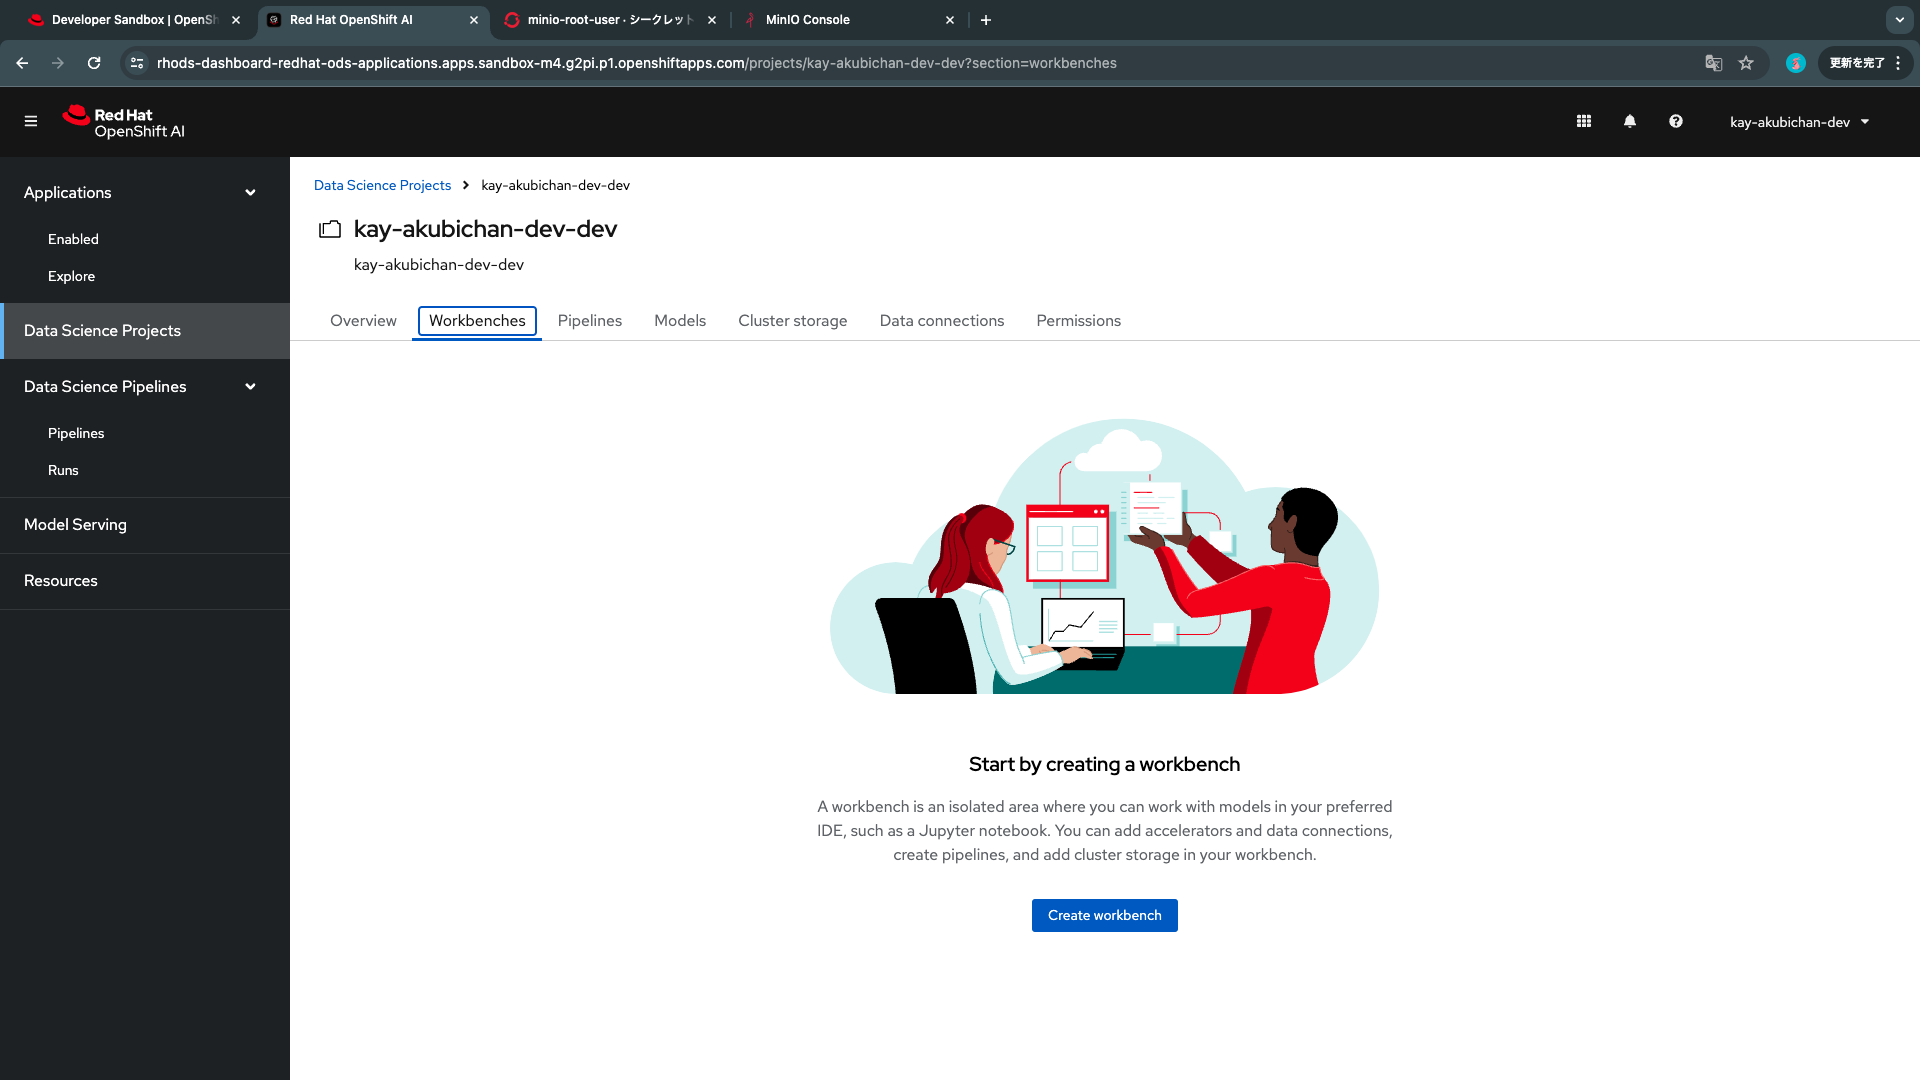 Developer Sandbox | OpenSh
Red Hat OpenShift AI
minio-root-user · シークレット
MinIO Console
rhods-dashboard-redhat-ods-applications.apps.sandbox-m4.g2pi.p1.openshiftapps.com/projects/kay-akubichan-dev-dev?section=workbenches
更新を完了
Red Hat
OpenShift AI
kay-akubichan-dev
Applications
Enabled
Explore
Data Science Projects
Data Science Pipelines
Pipelines
Runs
Model Serving
Resources
Data Science Projects
kay-akubichan-dev-dev
kay-akubichan-dev-dev
kay-akubichan-dev-dev
Overview
Workbenches
Pipelines
Models
Cluster storage
Data connections
Permissions
Start by creating a workbench
A workbench is an isolated area where you can work with models in your preferred
IDE, such as a Jupyter notebook. You can add accelerators and data connections,
create pipelines, and add cluster storage in your workbench.
Create workbench